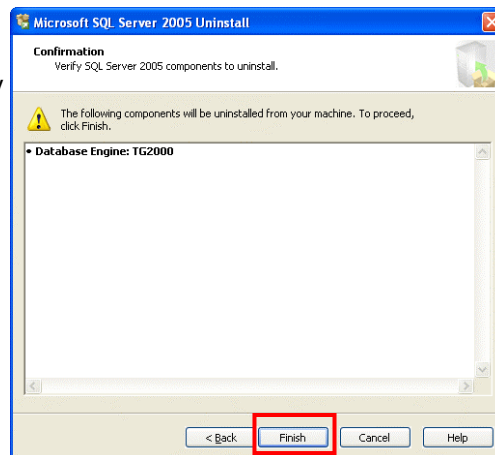 Microsoft SQL Server 2005 Uninstall
Confirmation
Verify SQL Server 2005 components to uninstall.
The following components will be uninstalled from your machine. To proceed,
click Finish.
• Database Engine: TG2000
< Back Finish Cancel Help